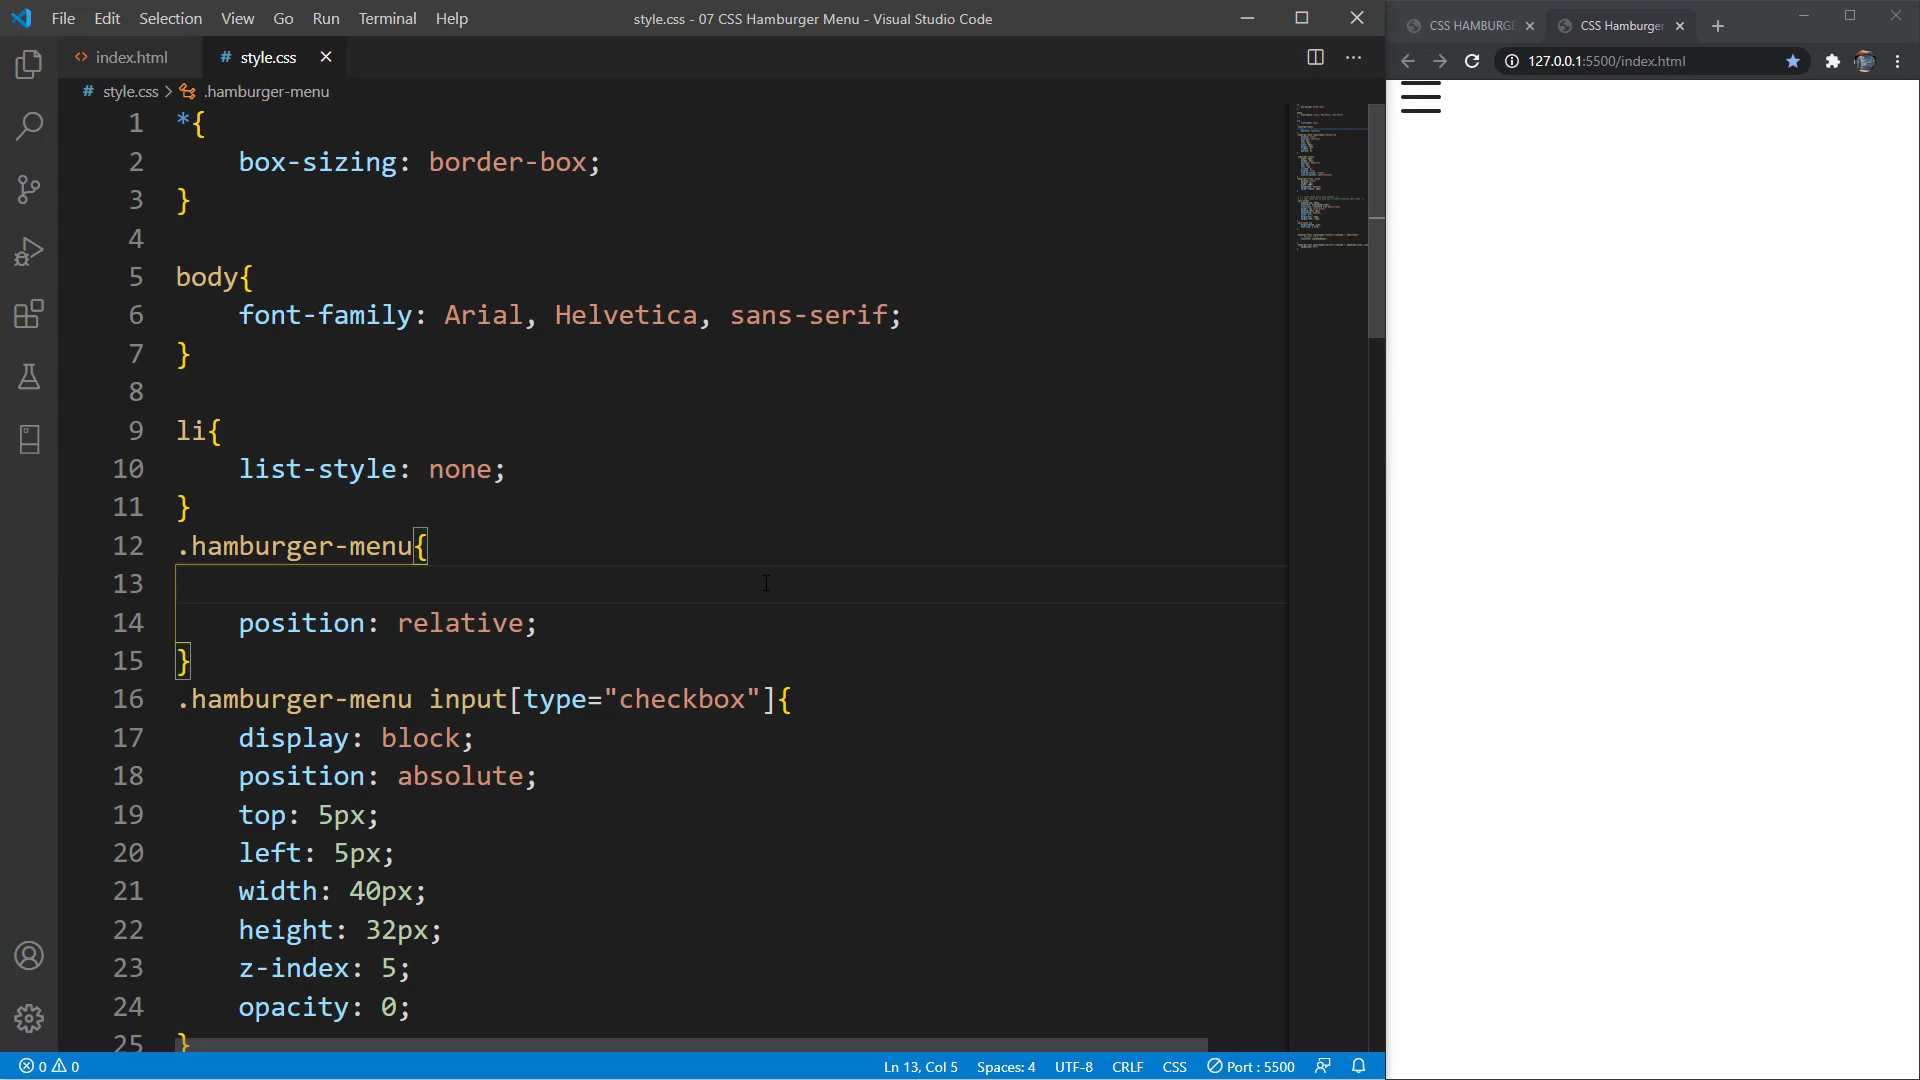 File Edit Selection View Go Run Terminal Help
style.css - 07 CSS Hamburger Menu - Visual Studio Code
CSS HAMBURG
CSS Hamburge
index.html
# style.css
127.0.0.1:5500/index.html
# style.css > .hamburger-menu
1 *{
2 box-sizing: border-box;
3 }
4
5 body{
6 font-family: Arial, Helvetica, sans-serif;
7 }
8
9 li{
10 list-style: none;
11 }
12 .hamburger-menu{
13
14 position: relative;
15 }
16 .hamburger-menu input[type="checkbox"]{
17 display: block;
18 position: absolute;
19 top: 5px;
20 left: 5px;
21 width: 40px;
22 height: 32px;
23 z-index: 5;
24 opacity: 0;
25 }
0 0
Ln 13, Col 5 Spaces: 4 UTF-8 CRLF CSS Port : 5500